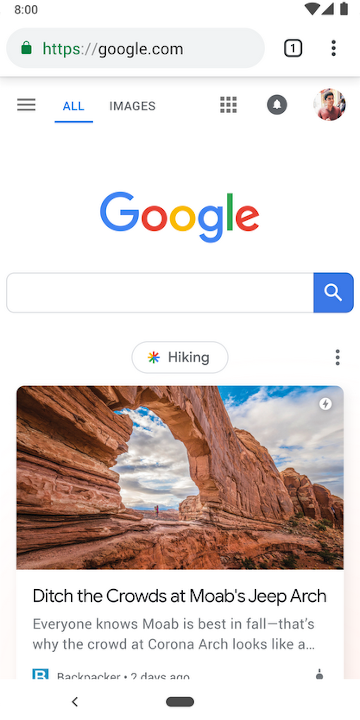 8:00
https://google.com
1
ALL
IMAGES
Google
Hiking
Ditch the Crowds at Moab's Jeep Arch
Everyone knows Moab is best in fall—that's
why the crowd at Corona Arch looks like a...
B Backpacker • 2 days ago